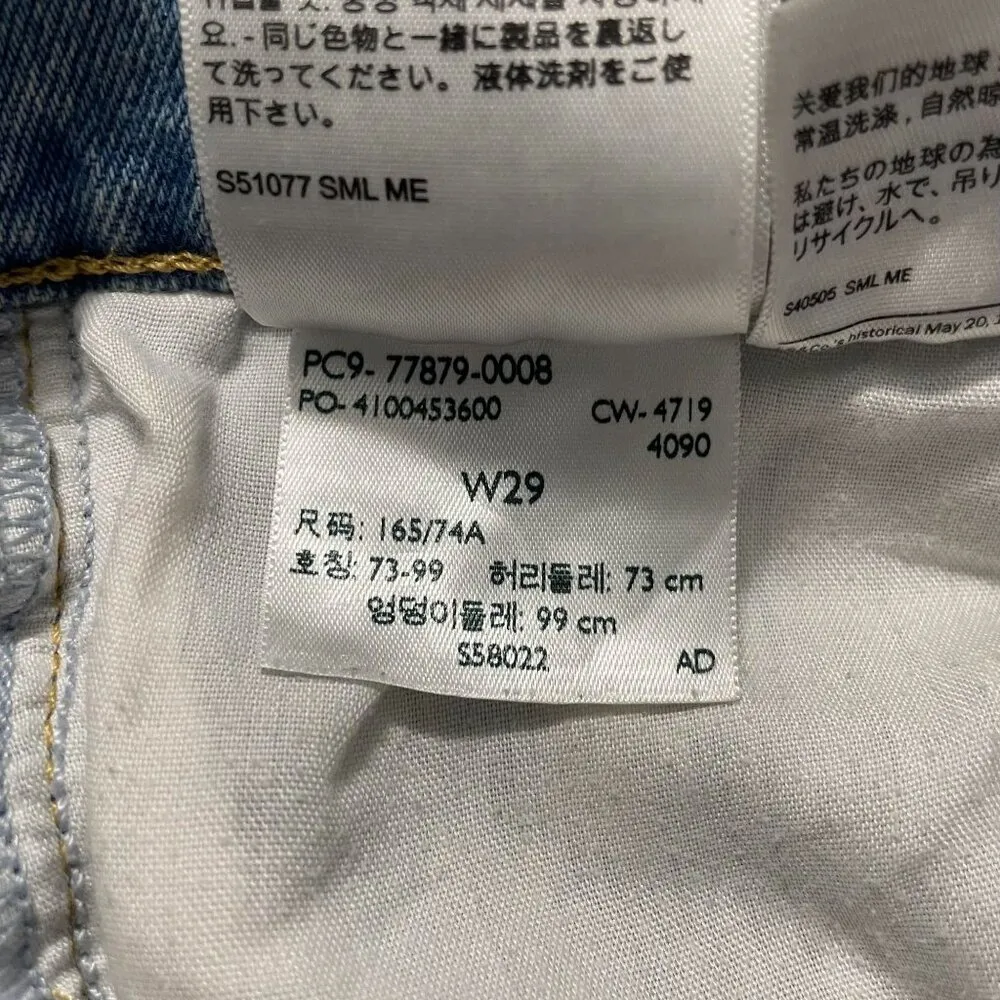 요.-同じ色物と一緒に製品を裏返し
て洗ってください。液体洗剤をご使
用下さい。
S51077 SML ME
关爱我们的地球
常温洗涤,自然晾
私たちの地球の為
は避け、水で、吊り
リサイクルへ。
S40505 SML ME
Co.'s historical May 20, 1
PC9- 77879-0008
PO- 4100453600 CW- 4719
4090
W29
尺码: 165/74A
호칭: 73-99 허리둘레: 73 cm
엉덩이둘레: 99 cm
S58022 AD